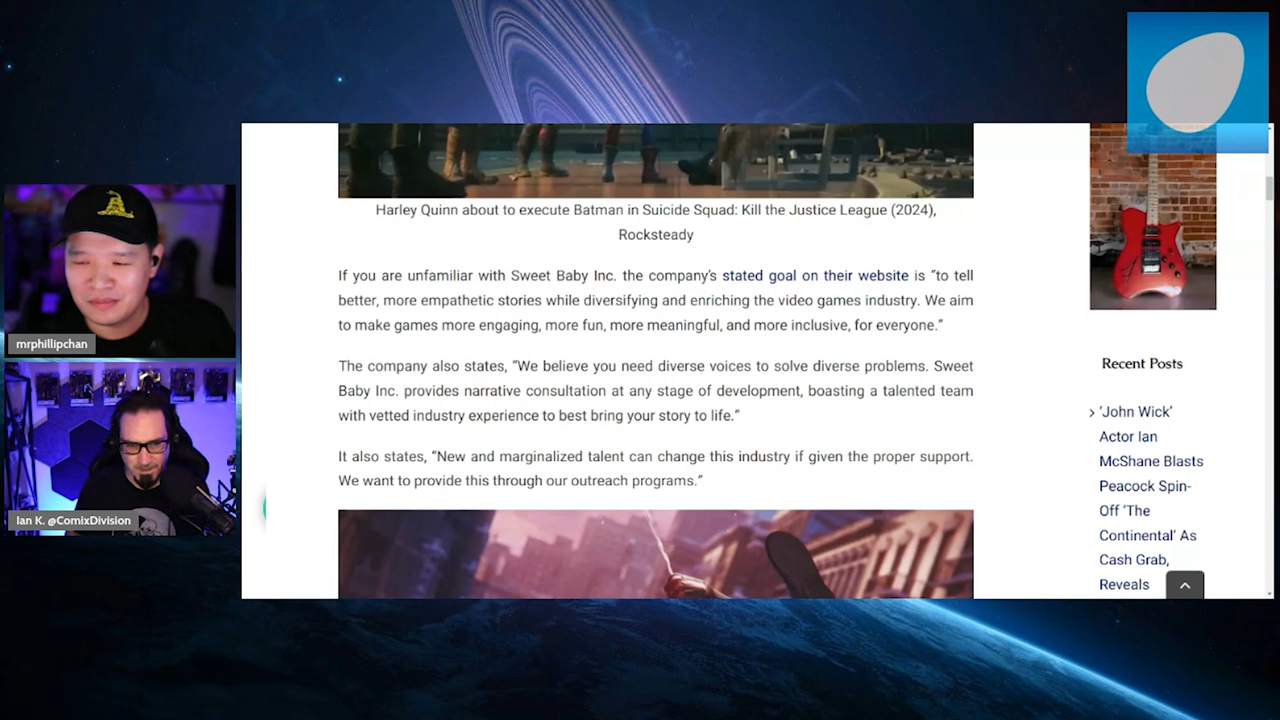 mrphillipchan
Ian K. @ComixDivision
Harley Quinn about to execute Batman in Suicide Squad: Kill the Justice League (2024),
Rocksteady
If you are unfamiliar with Sweet Baby Inc. the company's stated goal on their website is “to tell
better, more empathetic stories while diversifying and enriching the video games industry. We aim
to make games more engaging, more fun, more meaningful, and more inclusive, for everyone.”
The company also states, “We believe you need diverse voices to solve diverse problems. Sweet
Baby Inc. provides narrative consultation at any stage of development, boasting a talented team
with vetted industry experience to best bring your story to life.”
It also states, “New and marginalized talent can change this industry if given the proper support.
We want to provide this through our outreach programs.”
Recent Posts
‘John Wick’
Actor Ian
McShane Blasts
Peacock Spin-
Off ‘The
Continental’ As
Cash Grab,
Reveals